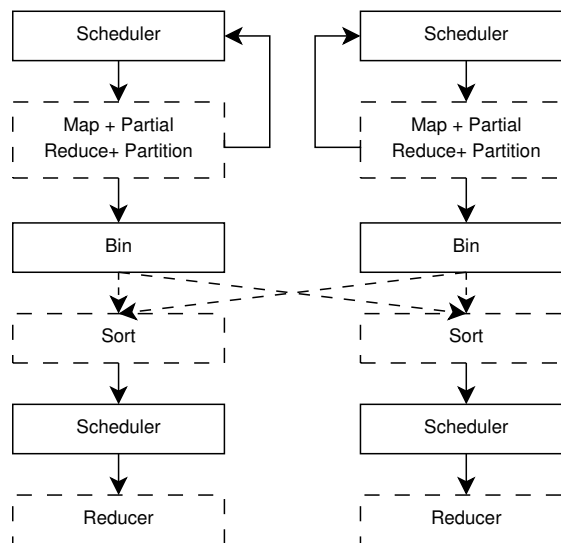 Scheduler
Map + Partial
Reduce+ Partition
Bin
Sort
Scheduler
Reducer
Scheduler
Map + Partial
Reduce+ Partition
Bin
Sort
Scheduler
Reducer